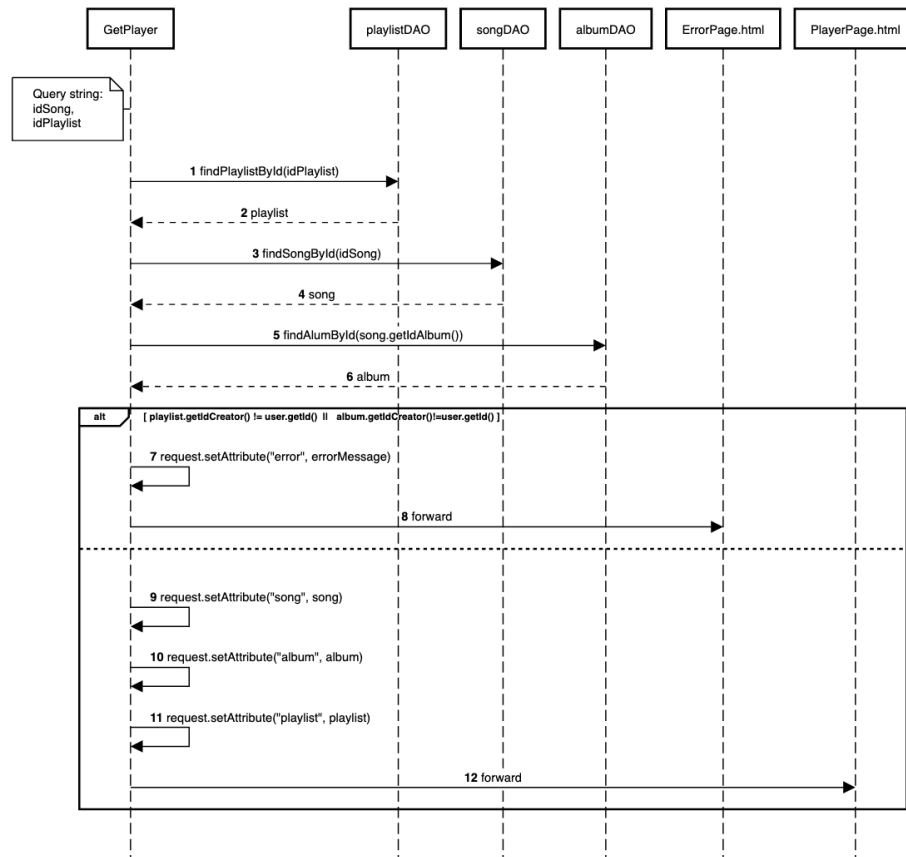 GetPlayer
playlistDAO
songDAO
albumDAO
ErrorPage.html
PlayerPage.html
Query string:
idSong,
idPlaylist
1 findPlaylistById(idPlaylist)
2 playlist
3 findSongById(idSong)
4 song
5 findAlumById(song.getIdAlbum())
6 album
alt
[ playlist.getIdCreator() != user.getId() || album.getIdCreator()!=user.getId() ]
7 request.setAttribute("error", errorMessage)
8 forward
9 request.setAttribute("song", song)
10 request.setAttribute("album", album)
11 request.setAttribute("playlist", playlist)
12 forward